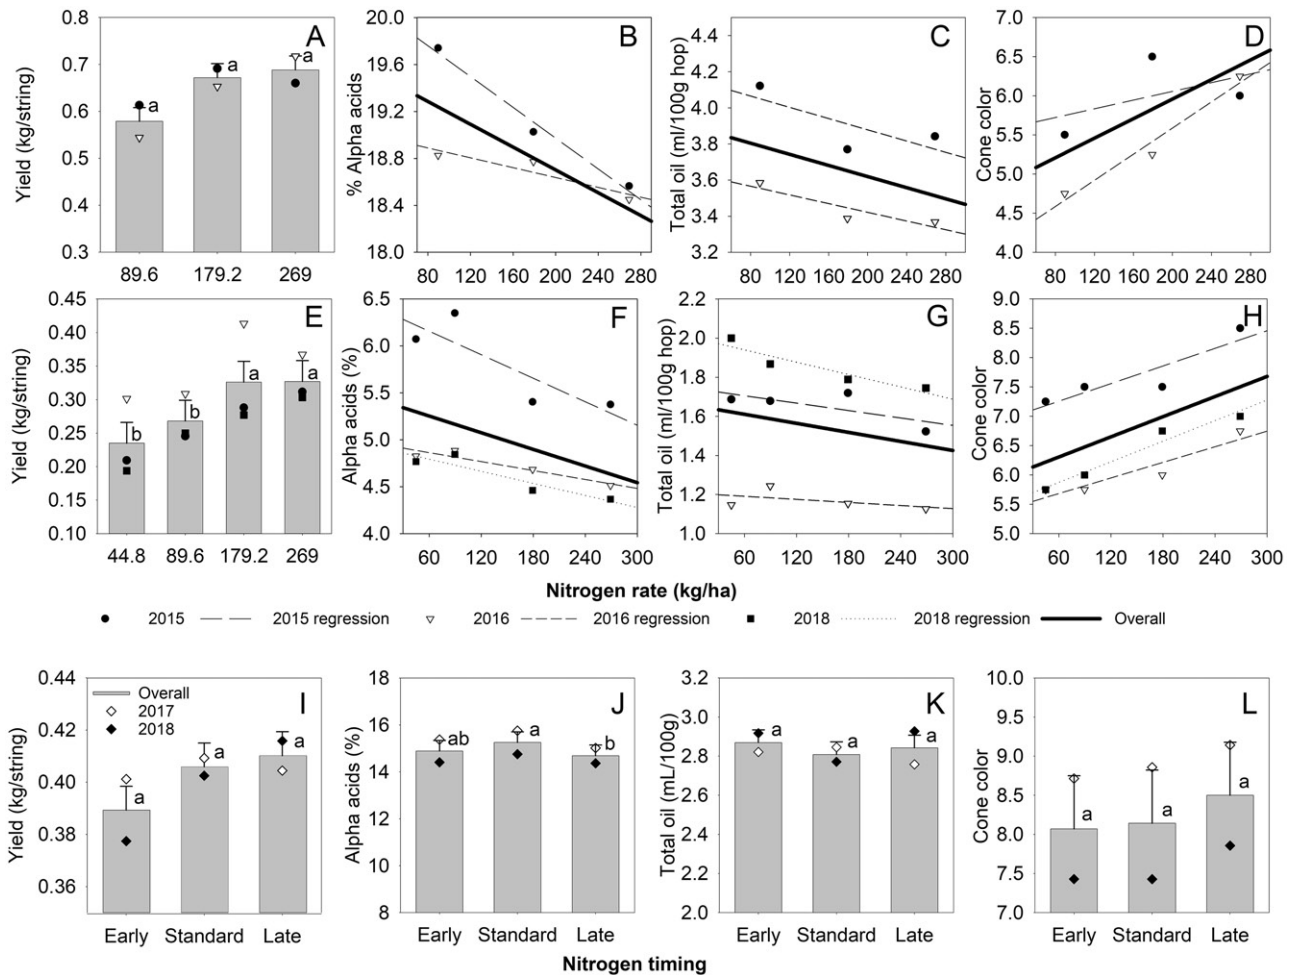 A
Yield (kg/string)
0.8
0.7
0.6
0.5
0.4
0.3
a
a
a
89.6 179.2 269
B
% Alpha acids
20.0
19.6
19.2
18.8
18.4
18.0
80 120 160 200 240 280
C
Total oil (ml/100g hop)
4.4
4.2
4.0
3.8
3.6
3.4
3.2
80 120 160 200 240 280
D
Cone color
7.0
6.5
6.0
5.5
5.0
4.5
4.0
80 120 160 200 240 280
E
Yield (kg/string)
0.45
0.40
0.35
0.30
0.25
0.20
0.15
0.10
b
b
a
a
44.8 89.6 179.2 269
F
Alpha acids (%)
6.5
6.0
5.5
5.0
4.5
4.0
60 120 180 240 300
G
Total oil (ml/100g hop)
2.2
2.0
1.8
1.6
1.4
1.2
1.0
60 120 180 240 300
H
Cone color
9.0
8.5
8.0
7.5
7.0
6.5
6.0
5.5
5.0
60 120 180 240 300
Nitrogen rate (kg/ha)
2015 2015 regression 2016 2016 regression 2018 2018 regression Overall
I
Yield (kg/string)
0.44
0.42
0.40
0.38
0.36
Overall
2017
2018
a
a
a
Early Standard Late
J
Alpha acids (%)
18
16
14
12
10
8
ab
a
b
Early Standard Late
K
Total oil (mL/100g)
3.2
3.0
2.8
2.6
2.4
2.2
2.0
a
a
a
Early Standard Late
L
Cone color
10.0
9.5
9.0
8.5
8.0
7.5
7.0
a
a
a
Early Standard Late
Nitrogen timing